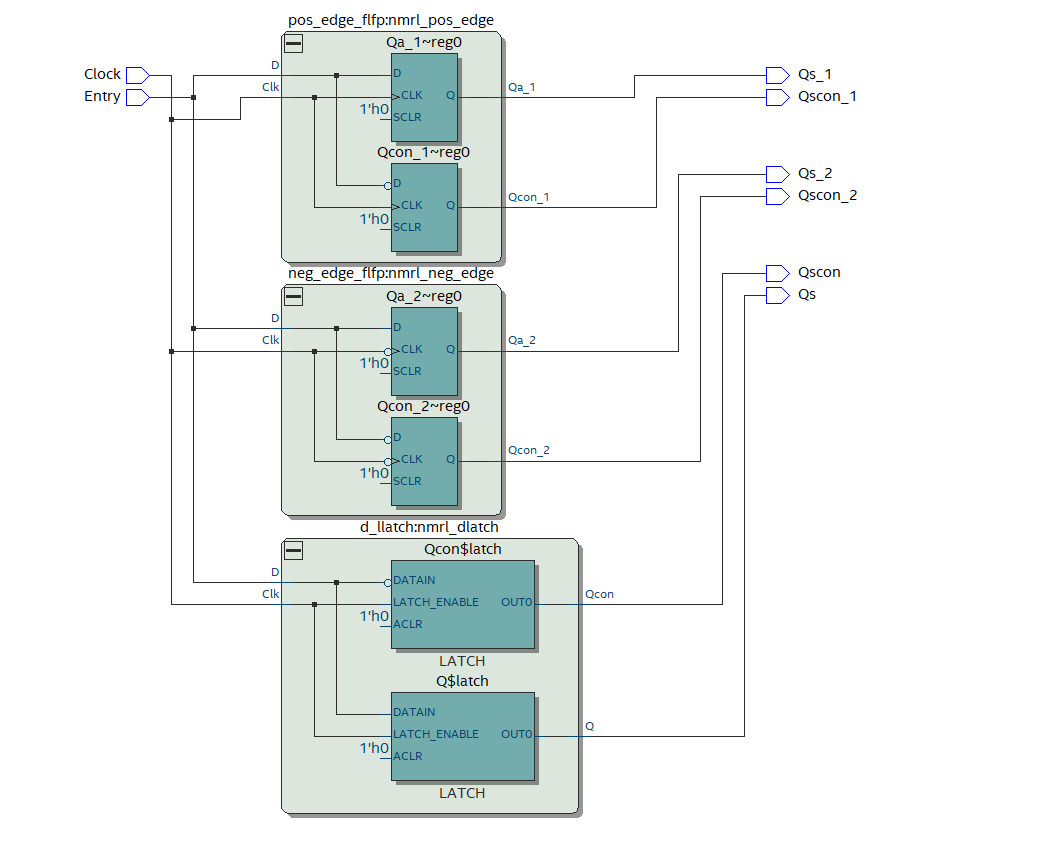 pos_edge_flfp:nmrl_pos_edge
Qa_1~reg0
Clock
D
D
Qs_1
Entry
Clk
CLK
Q
Qa_1
Qscon_1
1'h0
SCLR
Qcon_1~reg0
D
Qs_2
CLK
Q
Qcon_1
Qscon_2
1'h0
SCLR
neg_edge_flfp:nmrl_neg_edge
Qscon
Qa_2~reg0
Qs
D
D
Clk
CLK
Q
Qa_2
1'h0
SCLR
Qcon_2~reg0
D
CLK
Q
Qcon_2
1'h0
SCLR
d_llatch:nmrl_dlatch
Qcon$latch
D
DATAIN
Clk
LATCH_ENABLE
OUT0
Qcon
1'h0
ACLR
LATCH
Q$latch
DATAIN
LATCH_ENABLE
OUT0
Q
1'h0
ACLR
LATCH